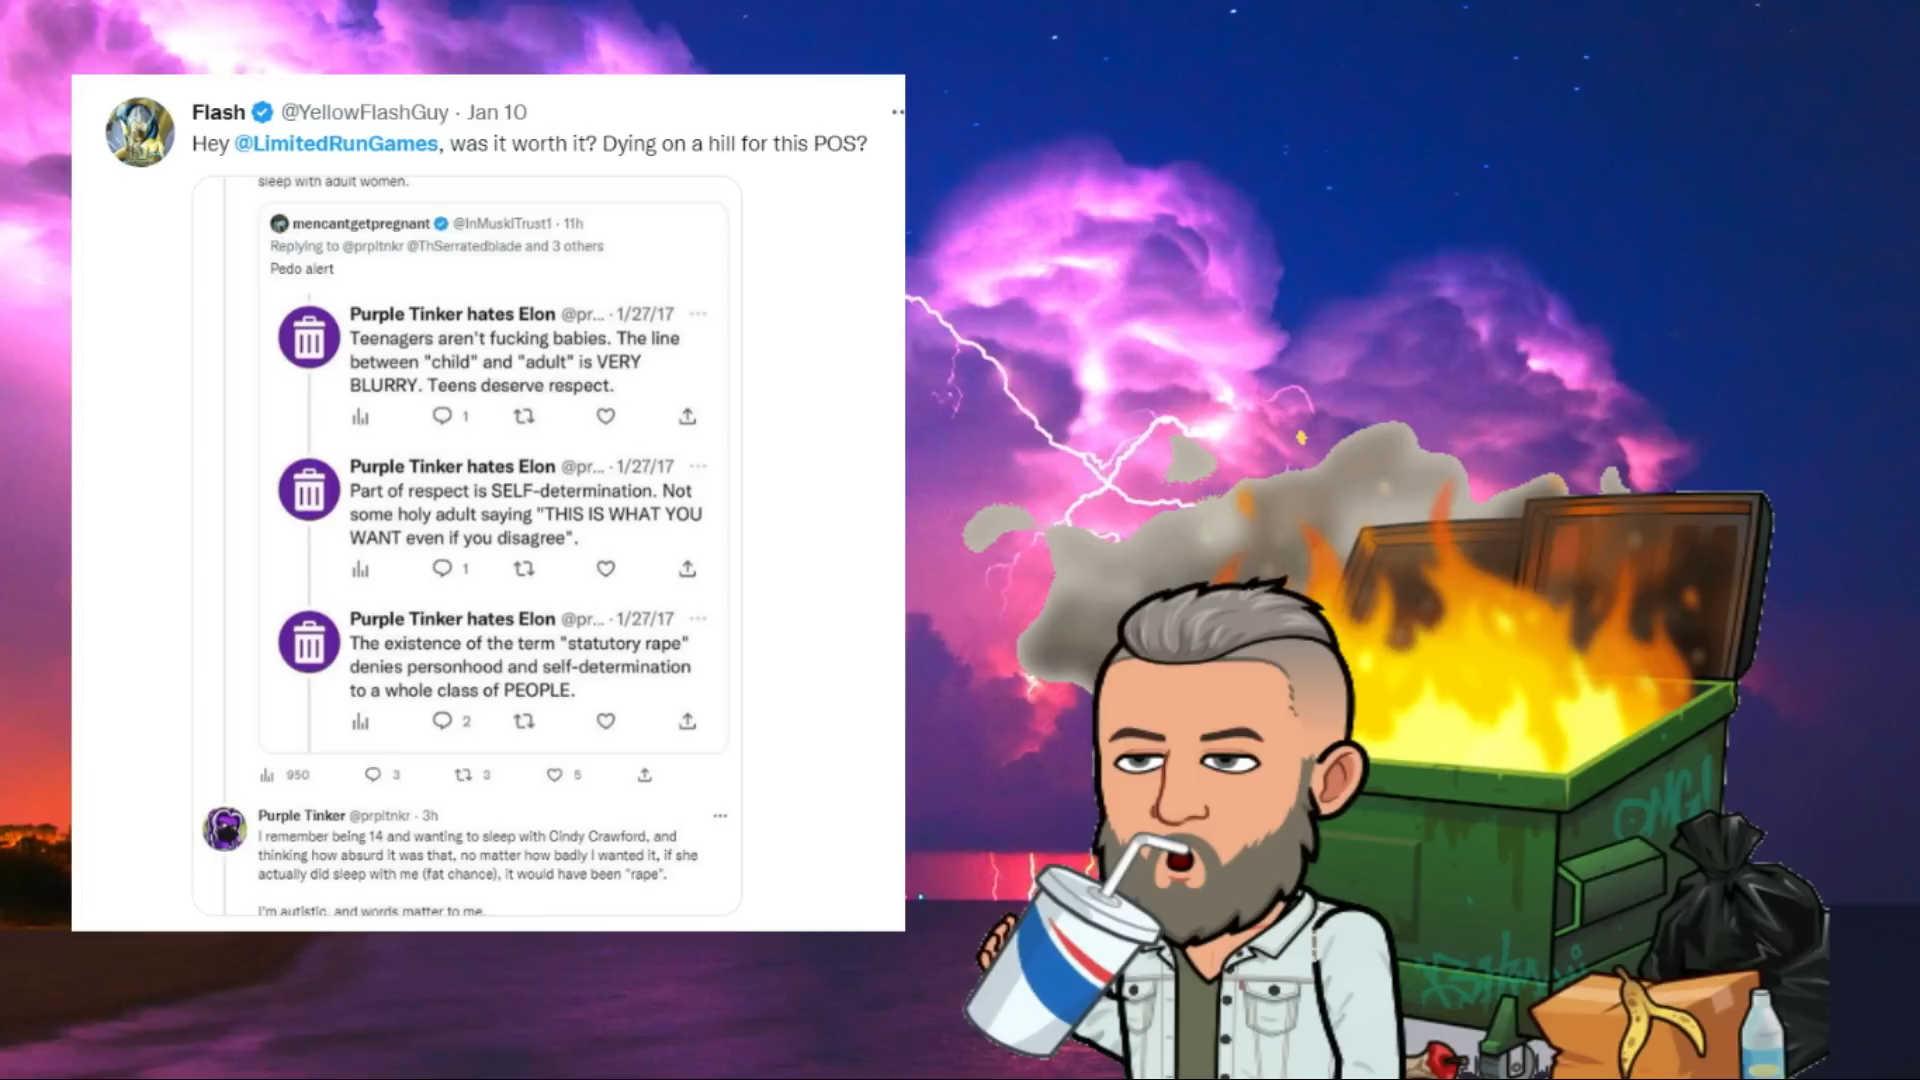 Flash @YellowFlashGuy · Jan 10
Hey @LimitedRunGames, was it worth it? Dying on a hill for this POS?
sleep with adult women.
mencantgetpregnant @InMuskITrust1 · 11h
Replying to @prpltnkr @ThSerratedblade and 3 others
Pedo alert
Purple Tinker hates Elon @pr... · 1/27/17
Teenagers aren't fucking babies. The line
between "child" and "adult" is VERY
BLURRY. Teens deserve respect.
1
Purple Tinker hates Elon @pr... · 1/27/17
Part of respect is SELF-determination. Not
some holy adult saying "THIS IS WHAT YOU
WANT even if you disagree".
1
Purple Tinker hates Elon @pr... · 1/27/17
The existence of the term "statutory rape"
denies personhood and self-determination
to a whole class of PEOPLE.
2
950 3 3 5
Purple Tinker @prpltnkr · 3h
I remember being 14 and wanting to sleep with Cindy Crawford, and
thinking how absurd it was that, no matter how badly I wanted it, if she
actually did sleep with me (fat chance), it would have been "rape".
I'm autistic, and words matter to me.
OMG!